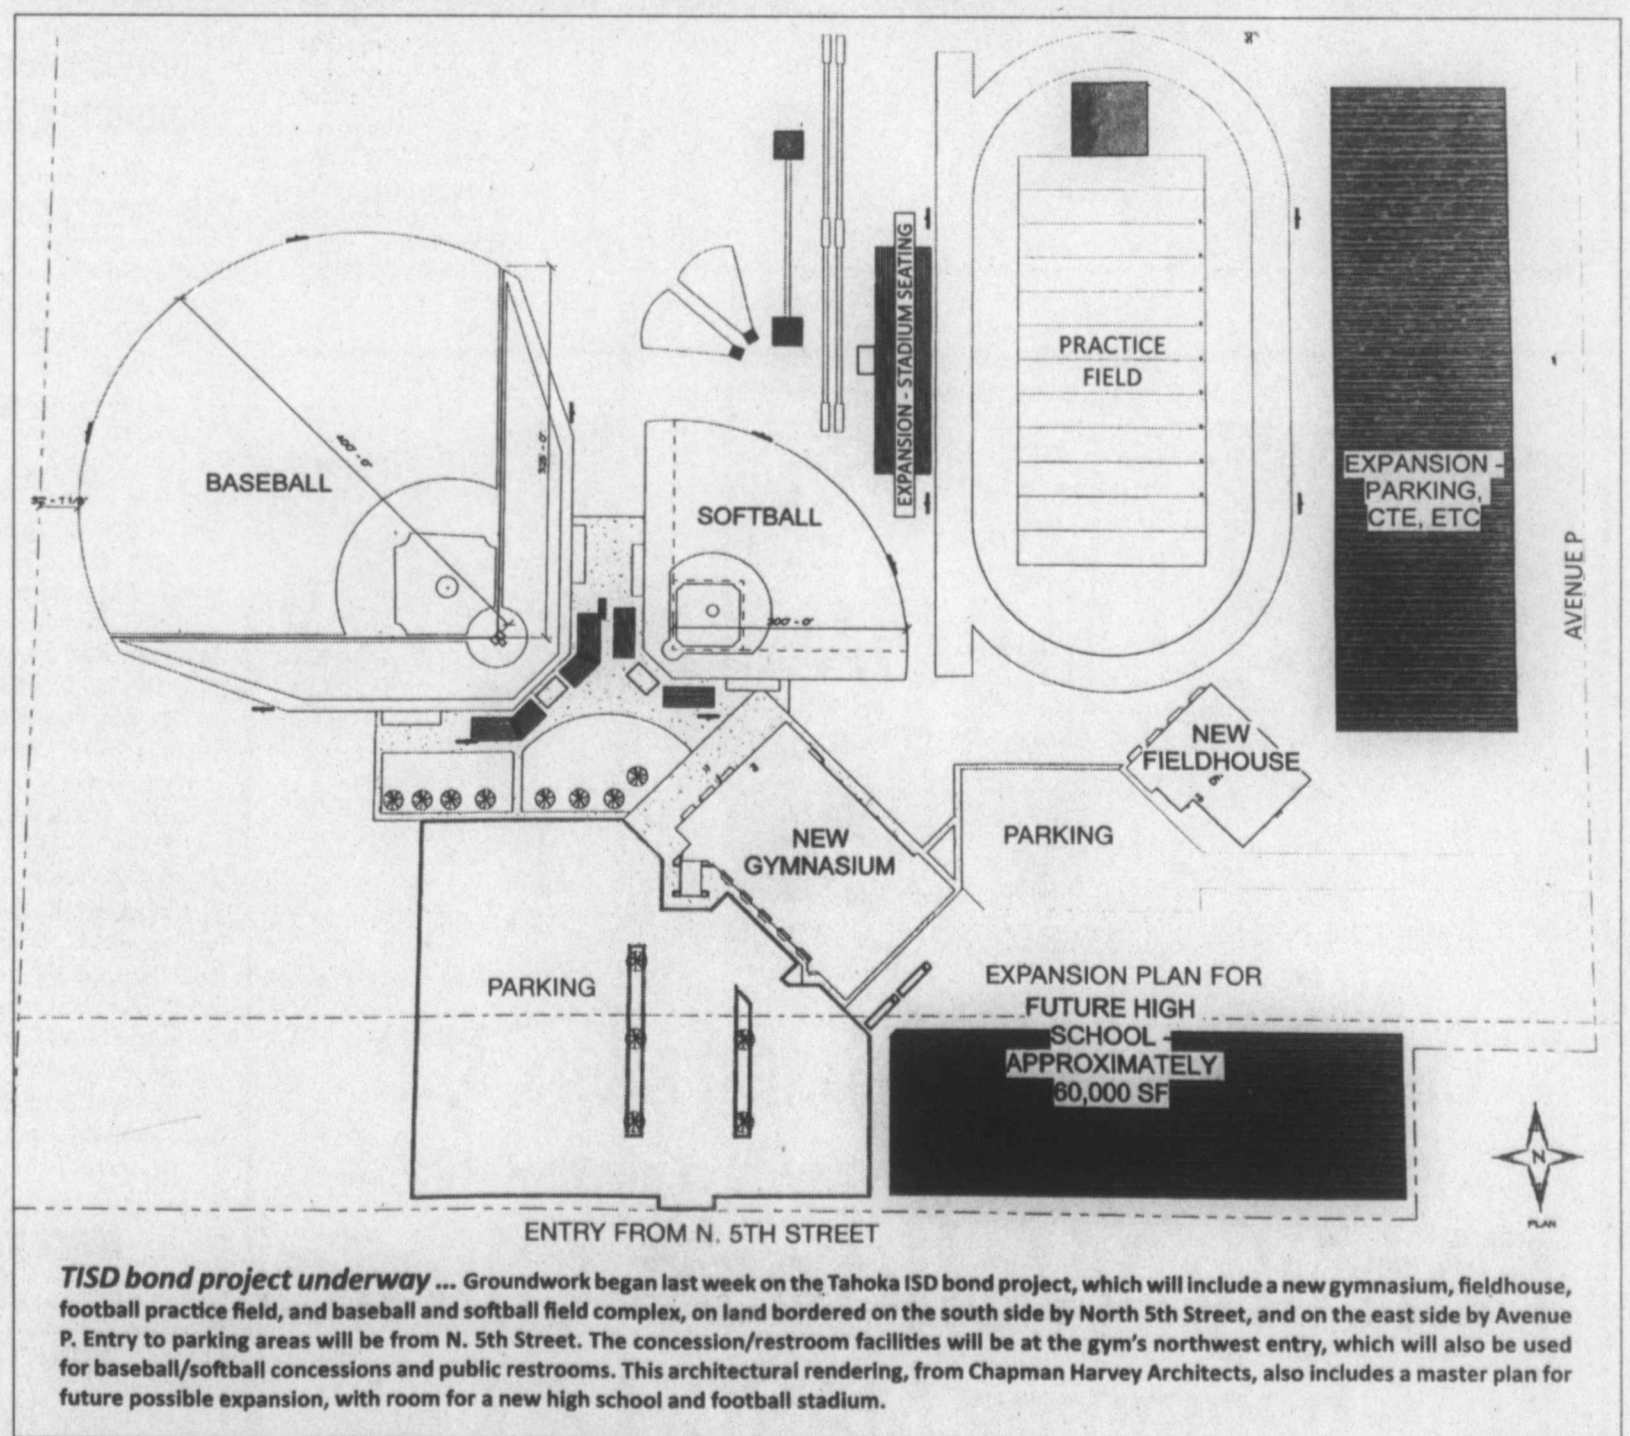 BASEBALL
400' - 0"
SOFTBALL
EXPANSION - STADIUM SEATING
PRACTICE
FIELD
EXPANSION -
PARKING,
CTE, ETC
AVENUE P
NEW
FIELDHOUSE
PARKING
NEW
GYMNASIUM
PARKING
EXPANSION PLAN FOR
FUTURE HIGH
SCHOOL -
APPROXIMATELY
60,000 SF
N
PLAN
ENTRY FROM N. 5TH STREET
TISD bond project underway ... Groundwork began last week on the Tahoka ISD bond project, which will include a new gymnasium, fieldhouse,
football practice field, and baseball and softball field complex, on land bordered on the south side by North 5th Street, and on the east side by Avenue
P. Entry to parking areas will be from N. 5th Street. The concession/restroom facilities will be at the gym's northwest entry, which will also be used
for baseball/softball concessions and public restrooms. This architectural rendering, from Chapman Harvey Architects, also includes a master plan for
future possible expansion, with room for a new high school and football stadium.